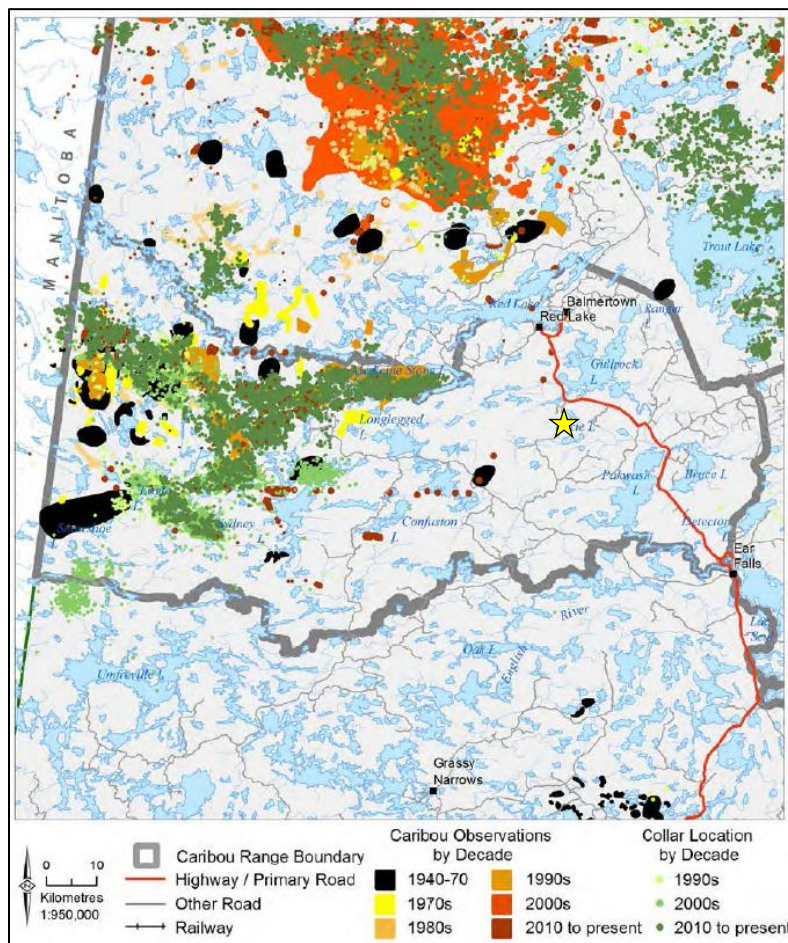 MANITOBA
Trout Lake
Red Lake
Balmertown
Red Lake
Ranger
L
Gullrock
L
Longlegged
L
Pakwash
L
Bruce L
Sydney
L
Confusion
L
Detector
L
Ear
Falls
River
English
Oak L
Umfreville L
Grassy
Narrows
0 10
Kilometres
1:950,000
Caribou Range Boundary
Highway / Primary Road
Other Road
Railway
Caribou Observations
by Decade
1940-70
1970s
1980s
1990s
2000s
2010 to present
Collar Location
by Decade
1990s
2000s
2010 to present
N